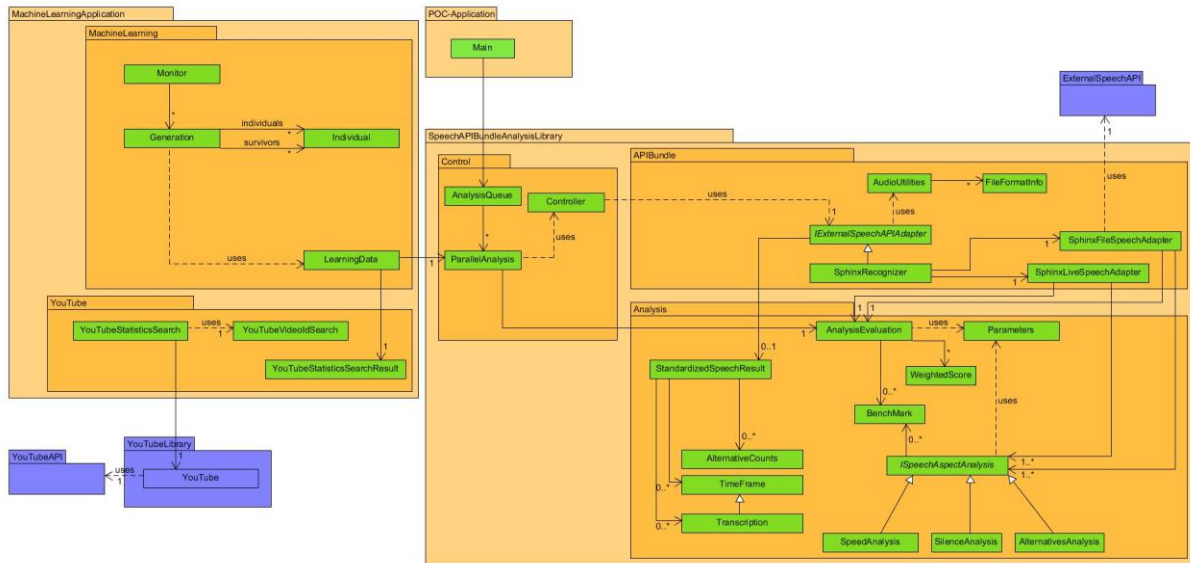 MachineLearningApplication
MachineLearning
Monitor
*
Generation
individuals
*
survivors
*
Individual
uses
LearningData
1
YouTube
YouTubeStatisticsSearch
uses
1
YouTubeVideoIdSearch
1
YouTubeStatisticsSearchResult
YouTubeAPI
uses
1
YouTubeLibrary
1
YouTube
POC-Application
Main
ExternalSpeechAPI
1
uses
SpeechAPIBundleAnalysisLibrary
Control
AnalysisQueue
*
Controller
uses
ParallelAnalysis
uses
APIBundle
AudioUtilities
*
FileFormatInfo
uses
1
IExternalSpeechAPIAdapter
1
SphinxFileSpeechAdapter
SphinxRecognizer
1
SphinxLiveSpeechAdapter
Analysis
1
1
1
AnalysisEvaluation
uses
Parameters
0..1
StandardizedSpeechResult
*
WeightedScore
uses
0..*
BenchMark
0..*
0..*
AlternativeCounts
ISpeechAspectAnalysis
1..*
1..*
0..*
TimeFrame
0..*
Transcription
SpeedAnalysis
SilenceAnalysis
AlternativesAnalysis